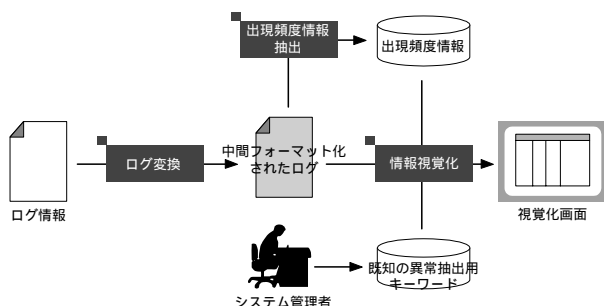 出現頻度情報
抽出
出現頻度情報
ログ情報
ログ変換
中間フォーマット化
されたログ
情報視覚化
視覚化画面
システム管理者
既知の異常抽出用
キーワード